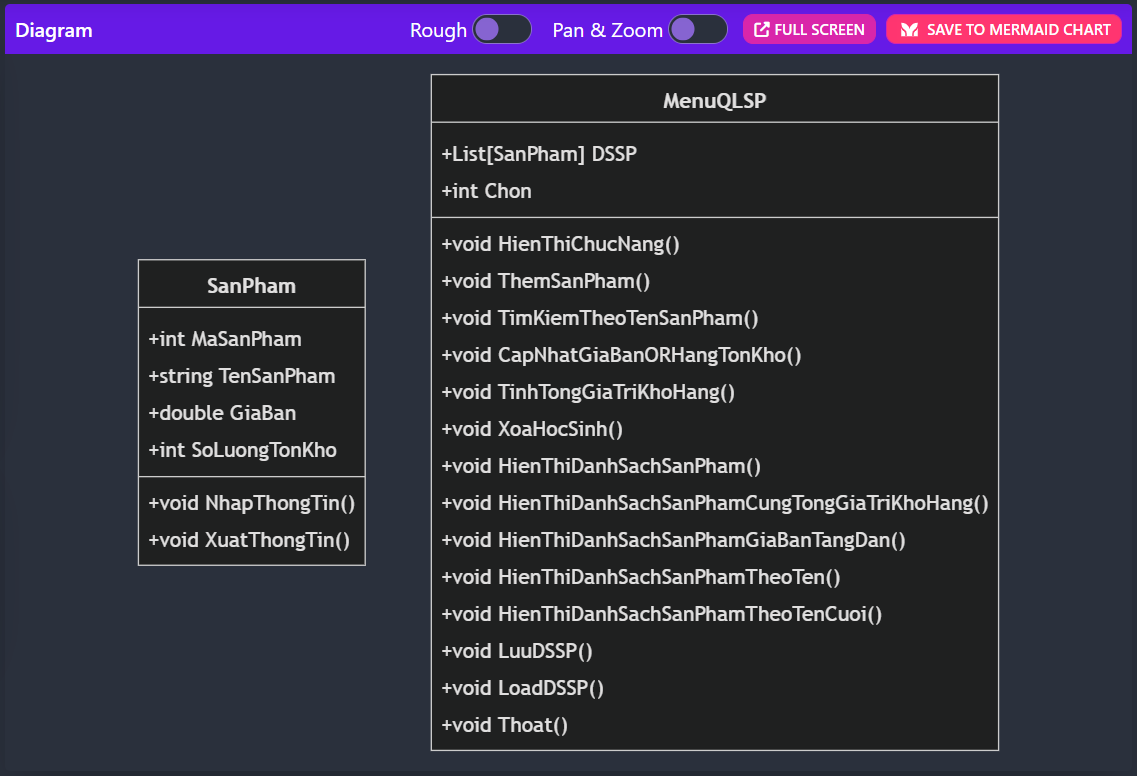 Diagram
Rough
Pan & Zoom
FULL SCREEN
SAVE TO MERMAID CHART
SanPham
+int MaSanPham
+string TenSanPham
+double GiaBan
+int SoLuongTonKho
+void NhapThongTin()
+void XuatThongTin()
MenuQLSP
+List[SanPham] DSSP
+int Chon
+void HienThiChucNang()
+void ThemSanPham()
+void TimKiemTheoTenSanPham()
+void CapNhatGiaBanORHangTonKho()
+void TinhTongGiaTriKhoHang()
+void XoaHocSinh()
+void HienThiDanhSachSanPham()
+void HienThiDanhSachSanPhamCungTongGiaTriKhoHang()
+void HienThiDanhSachSanPhamGiaBanTangDan()
+void HienThiDanhSachSanPhamTheoTen()
+void HienThiDanhSachSanPhamTheoTenCuoi()
+void LuuDSSP()
+void LoadDSSP()
+void Thoat()